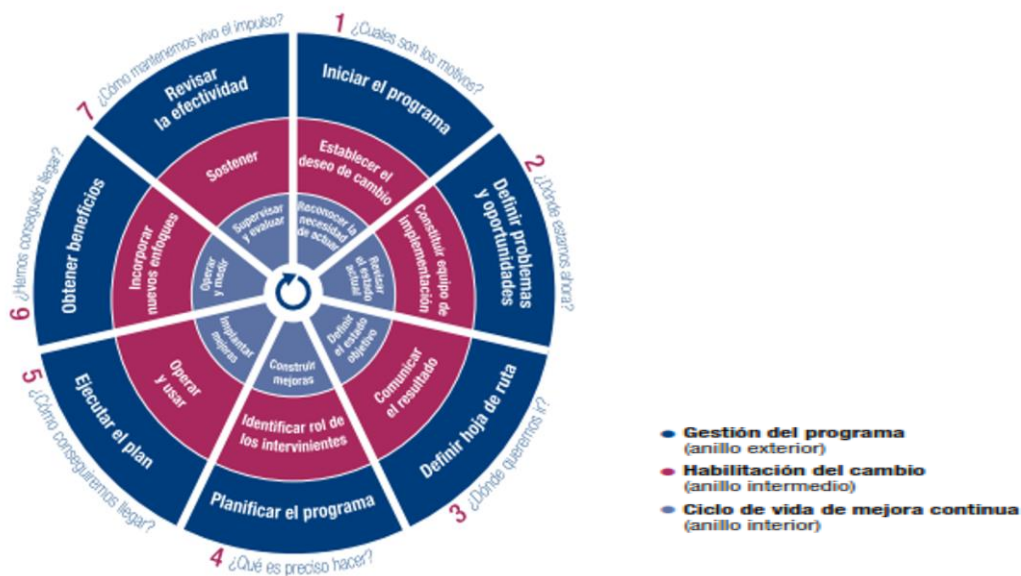 1 ¿Cuales son los motivos?
Iniciar el programa
Establecer el
deseo de cambio
Reconocer la
necesidad
de actuar
2 ¿Dónde estamos ahora?
Definir problemas
y oportunidades
Constituir equipo de
implementación
Revisar
el estado
actual
3 ¿Dónde queremos ir?
Definir hoja de ruta
Comunicar
el resultado
Definir
el estado
objetivo
4 ¿Qué es preciso hacer?
Planificar el programa
Identificar rol de
los intervinientes
Construir
mejoras
5 ¿Cómo conseguiremos llegar?
Ejecutar el plan
Operar
y usar
Implantar
mejoras
6 ¿Hemos conseguido llegar?
Obtener beneficios
Incorporar
nuevos enfoques
Operar
y medir
7 ¿Cómo mantenemos vivo el impulso?
Revisar
la efectividad
Sostener
Supervisar
y evaluar
Gestión del programa
(anillo exterior)
Habilitación del cambio
(anillo intermedio)
Ciclo de vida de mejora continua
(anillo interior)